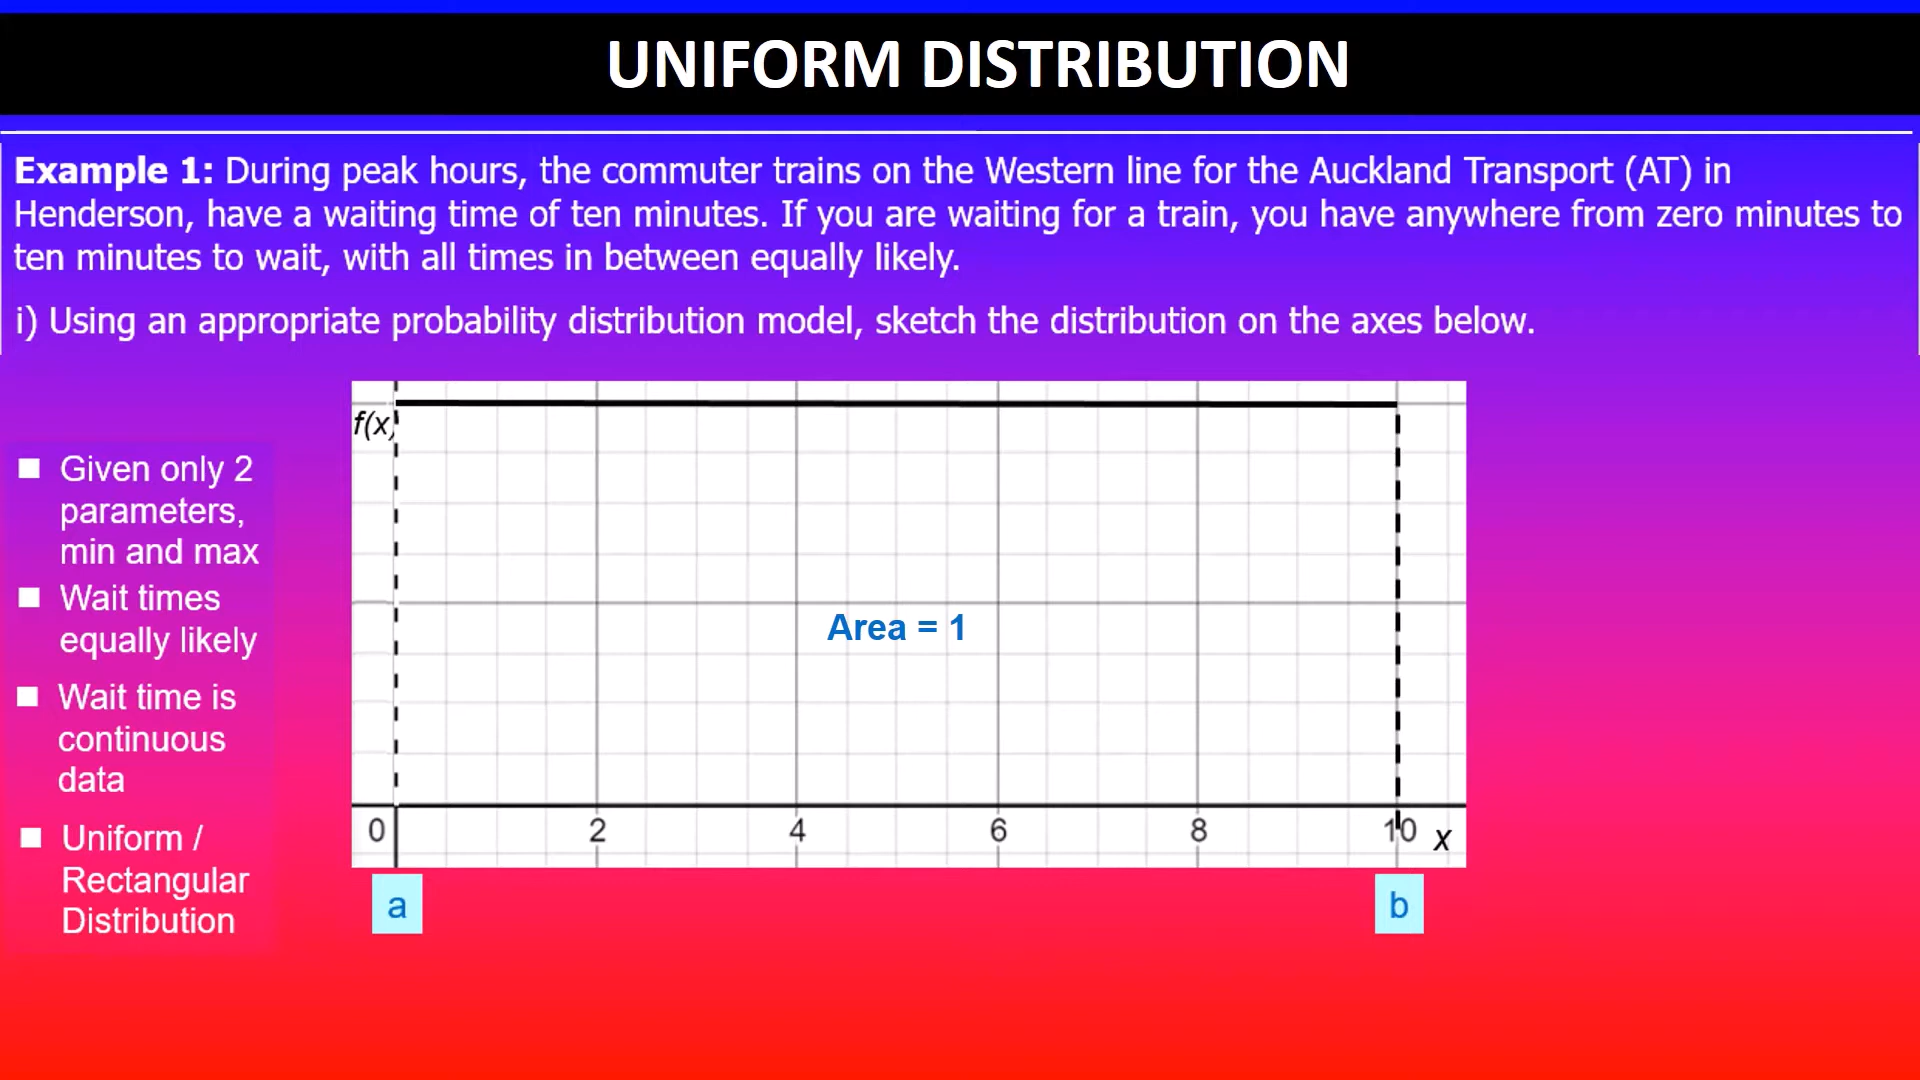 UNIFORM DISTRIBUTION
Example 1: During peak hours, the commuter trains on the Western line for the Auckland Transport (AT) in
Henderson, have a waiting time of ten minutes. If you are waiting for a train, you have anywhere from zero minutes to
ten minutes to wait, with all times in between equally likely.
i) Using an appropriate probability distribution model, sketch the distribution on the axes below.
f(x)
Given only 2
parameters,
min and max
Wait times
equally likely
Wait time is
continuous
data
Uniform /
Rectangular
Distribution
Area = 1
0 2 4 6 8 10 x
a b